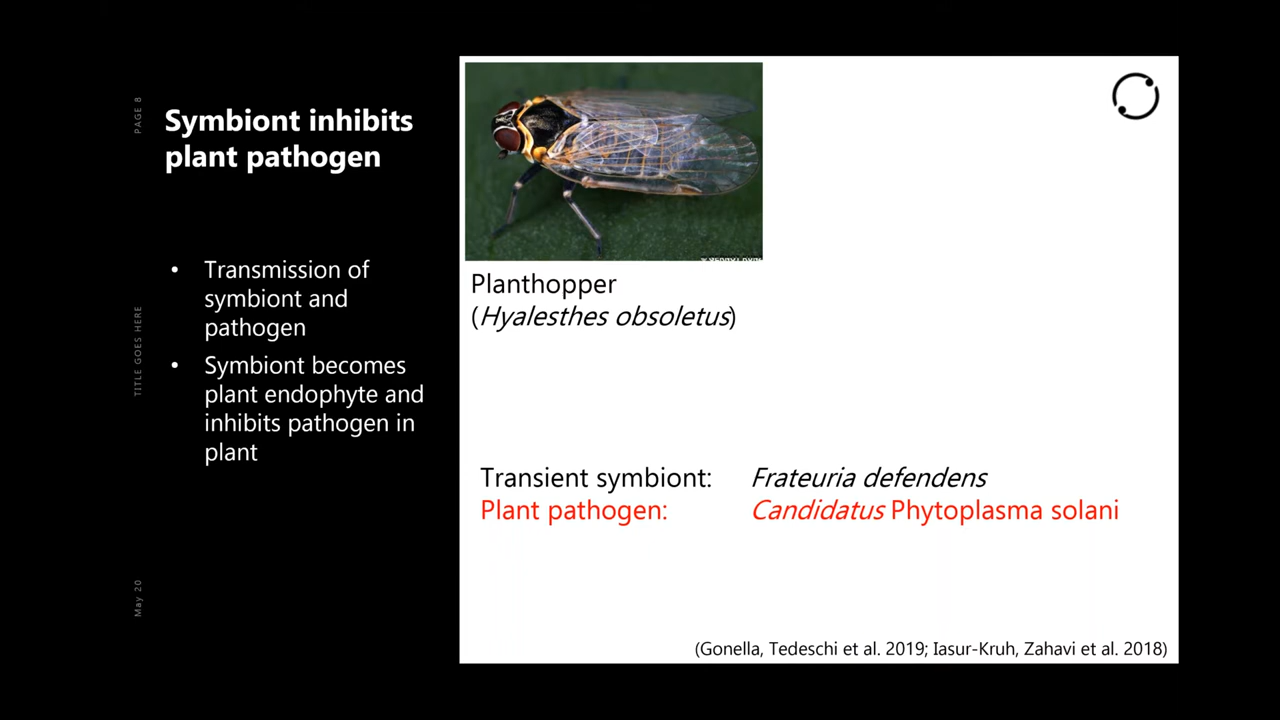 PAGE 8
Symbiont inhibits
plant pathogen
• Transmission of
symbiont and
pathogen
• Symbiont becomes
plant endophyte and
inhibits pathogen in
plant
TITLE GOES HERE
May 20
Planthopper
(Hyalesthes obsoletus)
Transient symbiont: Frateuria defendens
Plant pathogen: Candidatus Phytoplasma solani
(Gonella, Tedeschi et al. 2019; Iasur-Kruh, Zahavi et al. 2018)